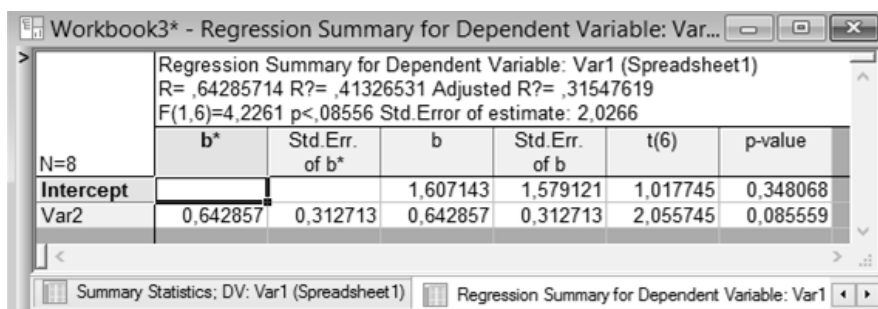 Workbook3* - Regression Summary for Dependent Variable: Var...
Regression Summary for Dependent Variable: Var1 (Spreadsheet1)
R= ,64285714 R?= ,41326531 Adjusted R?= ,31547619
F(1,6)=4,2261 p<,08556 Std.Error of estimate: 2,0266
N=8 b* Std.Err. of b* b Std.Err. of b t(6) p-value
Intercept 1,607143 1,579121 1,017745 0,348068
Var2 0,642857 0,312713 0,642857 0,312713 2,055745 0,085559
Summary Statistics; DV: Var1 (Spreadsheet1) Regression Summary for Dependent Variable: Var1